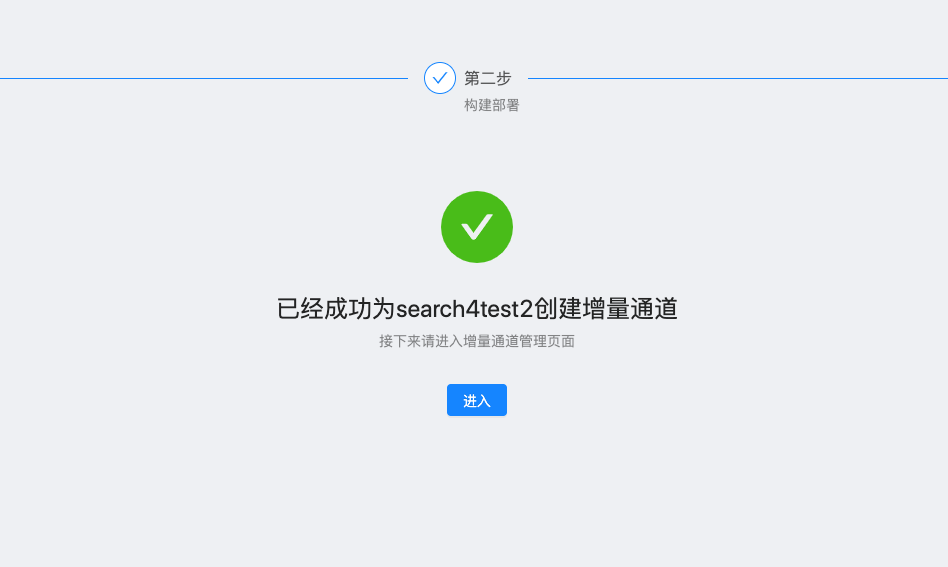 第二步
构建部署
已经成功为search4test2创建增量通道
接下来请进入增量通道管理页面
进入